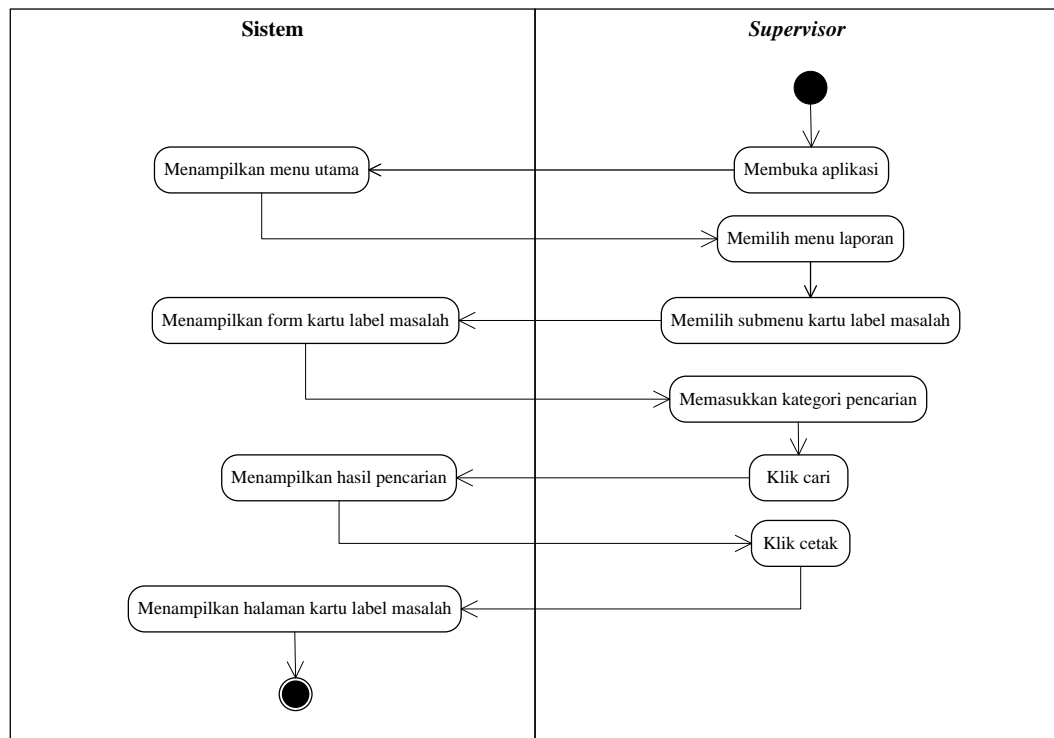 Sistem
Supervisor
Membuka aplikasi
Menampilkan menu utama
Memilih menu laporan
Memilih submenu kartu label masalah
Menampilkan form kartu label masalah
Memasukkan kategori pencarian
Klik cari
Menampilkan hasil pencarian
Klik cetak
Menampilkan halaman kartu label masalah